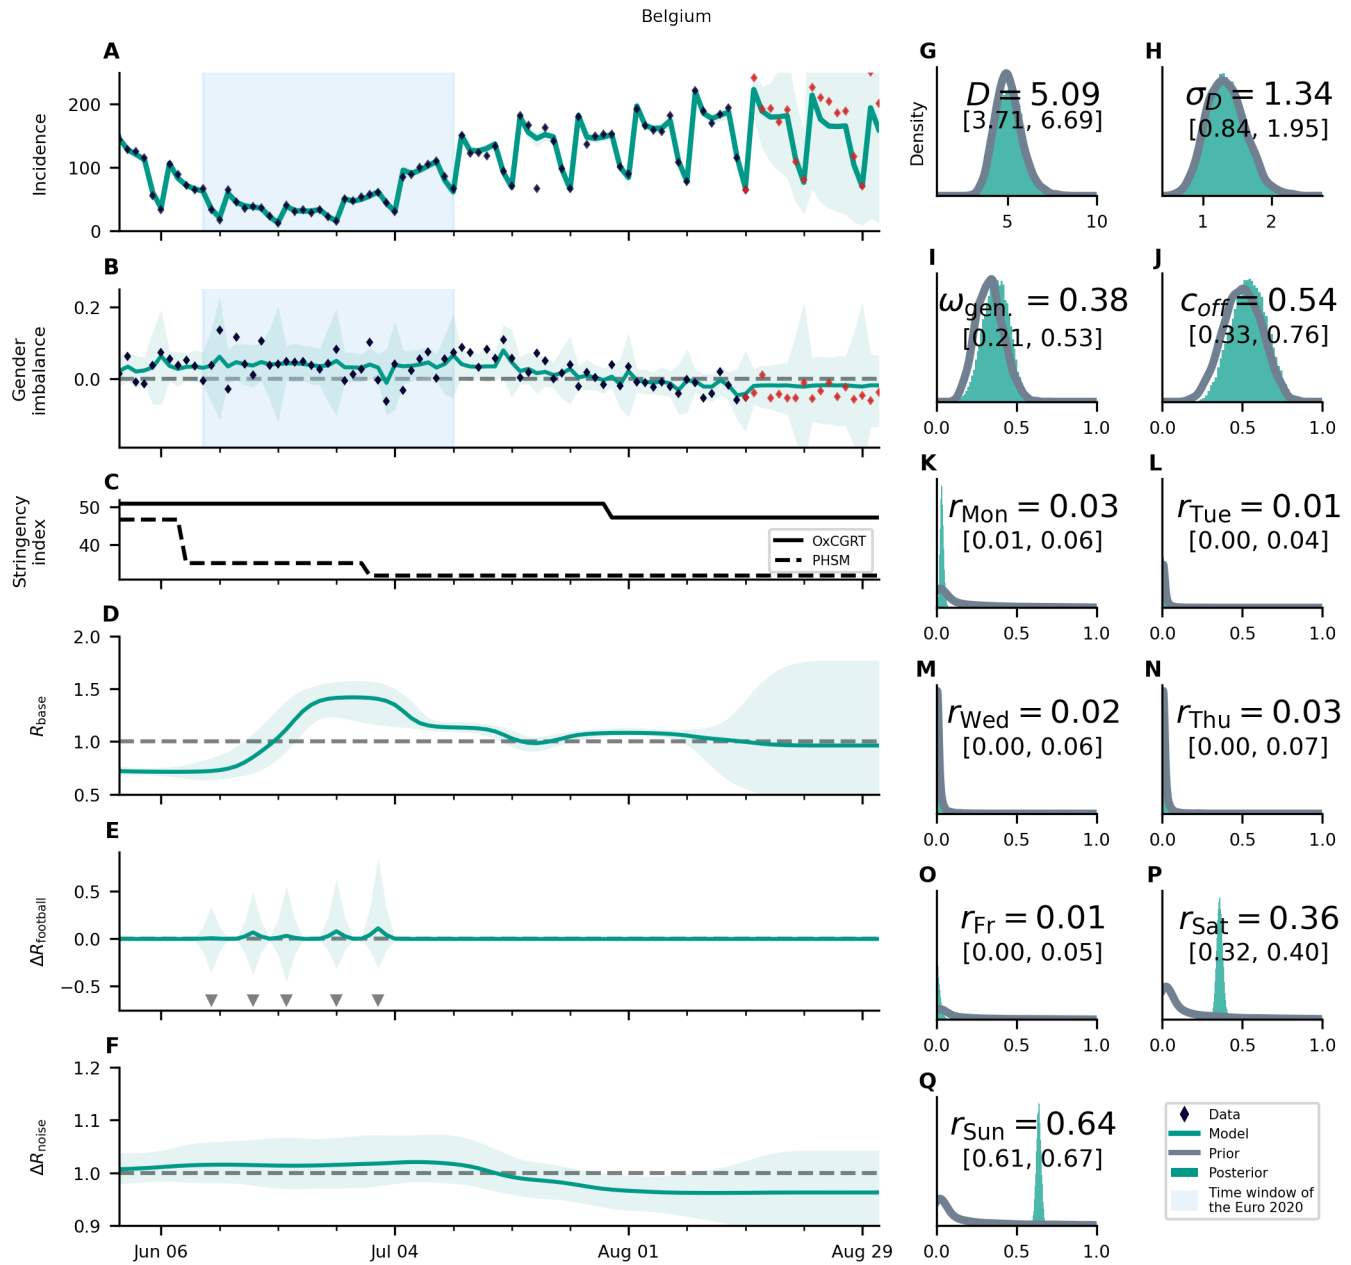 Belgium
A
Incidence
200
100
0
B
Gender
imbalance
0.2
0.0
C
Stringency
index
50
40
OxCGRT
PHSM
D
R_base
2.0
1.5
1.0
0.5
E
ΔR_football
0.5
0.0
−0.5
F
ΔR_noise
1.2
1.1
1.0
0.9
Jun 06
Jul 04
Aug 01
Aug 29
G
Density
D = 5.09
[3.71, 6.69]
5
10
H
σ_D = 1.34
[0.84, 1.95]
1
2
I
ω_gen. = 0.38
[0.21, 0.53]
0.0
0.5
1.0
J
c_off = 0.54
[0.33, 0.76]
0.0
0.5
1.0
K
r_Mon = 0.03
[0.01, 0.06]
0.0
0.5
1.0
L
r_Tue = 0.01
[0.00, 0.04]
0.0
0.5
1.0
M
r_Wed = 0.02
[0.00, 0.06]
0.0
0.5
1.0
N
r_Thu = 0.03
[0.00, 0.07]
0.0
0.5
1.0
O
r_Fr = 0.01
[0.00, 0.05]
0.0
0.5
1.0
P
r_Sat = 0.36
[0.32, 0.40]
0.0
0.5
1.0
Q
r_Sun = 0.64
[0.61, 0.67]
0.0
0.5
1.0
Data
Model
Prior
Posterior
Time window of
the Euro 2020